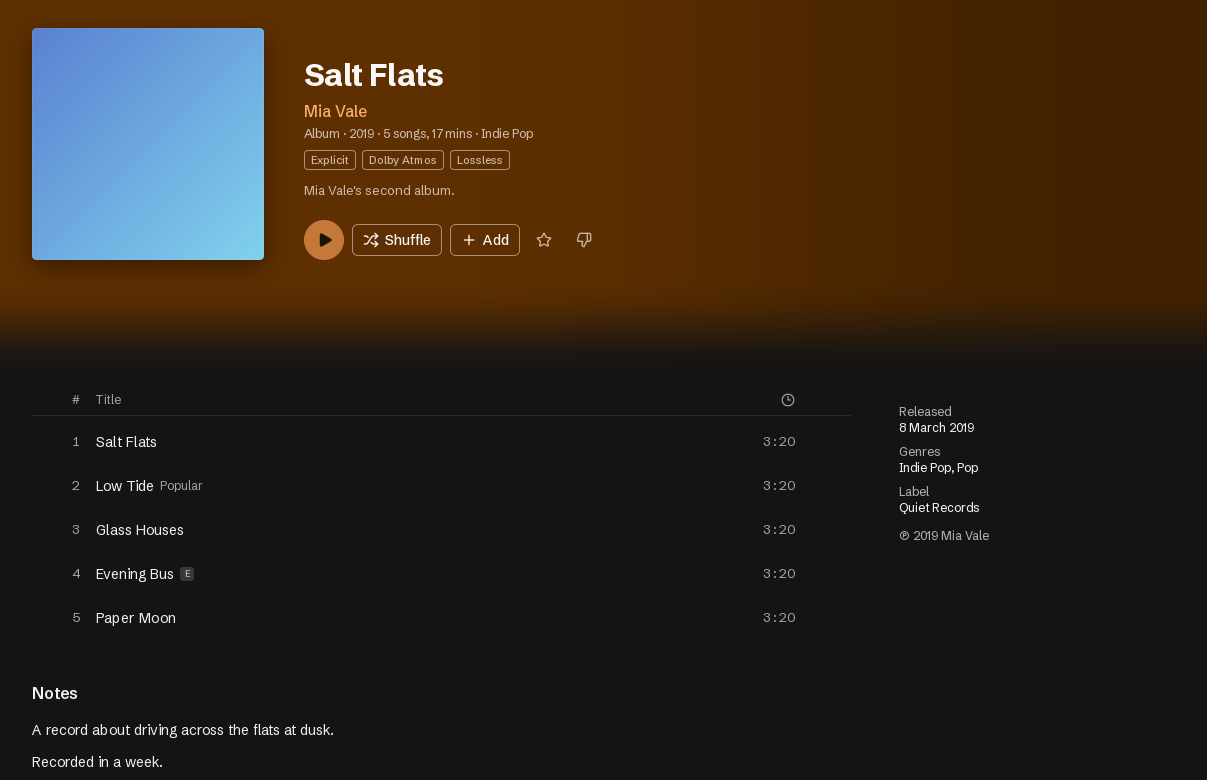 Salt Flats
Mia Vale
Album · 2019 · 5 songs, 17 mins · Indie Pop
Explicit Dolby Atmos Lossless
Mia Vale's second album.
Shuffle Add
# Title
1 Salt Flats 3:20
2 Low Tide Popular 3:20
3 Glass Houses 3:20
4 Evening Bus E 3:20
5 Paper Moon 3:20
Released
8 March 2019
Genres
Indie Pop, Pop
Label
Quiet Records
℗ 2019 Mia Vale
Notes
A record about driving across the flats at dusk.
Recorded in a week.